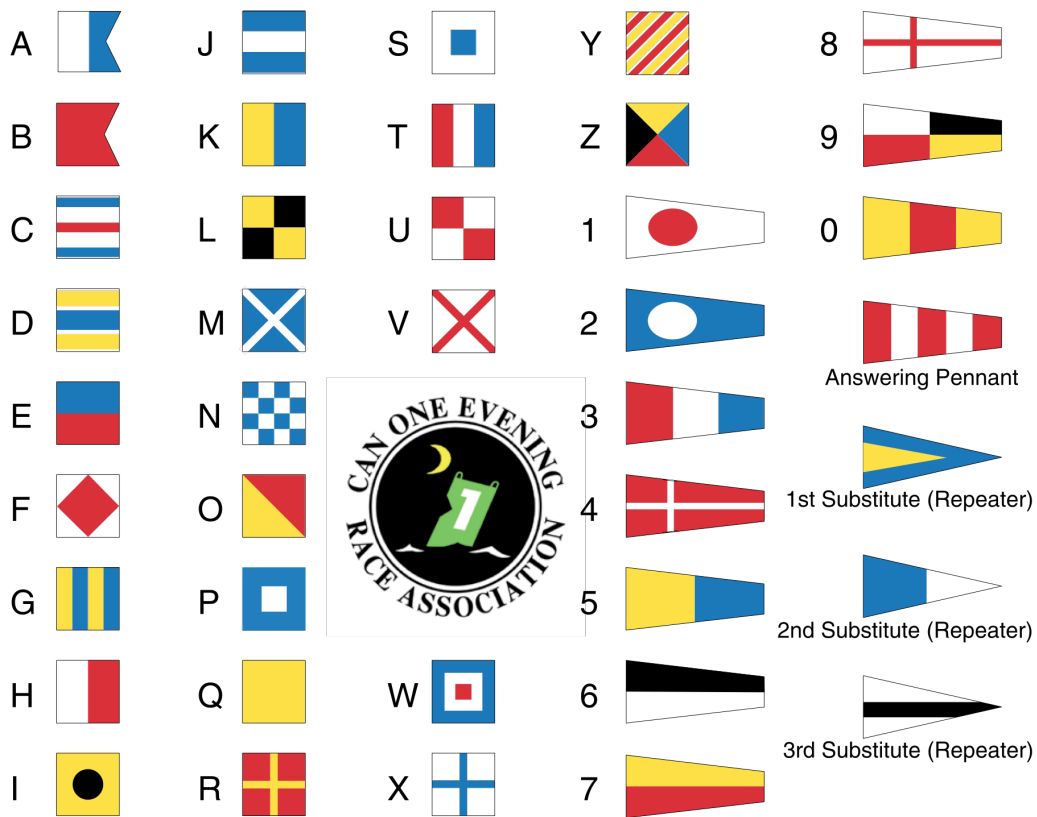 A
B
C
D
E
F
G
H
I
J
K
L
M
N
O
P
Q
R
S
T
U
V
CAN ONE EVENING
1
RACE ASSOCIATION
W
X
Y
Z
1
2
3
4
5
6
7
8
9
0
Answering Pennant
1st Substitute (Repeater)
2nd Substitute (Repeater)
3rd Substitute (Repeater)